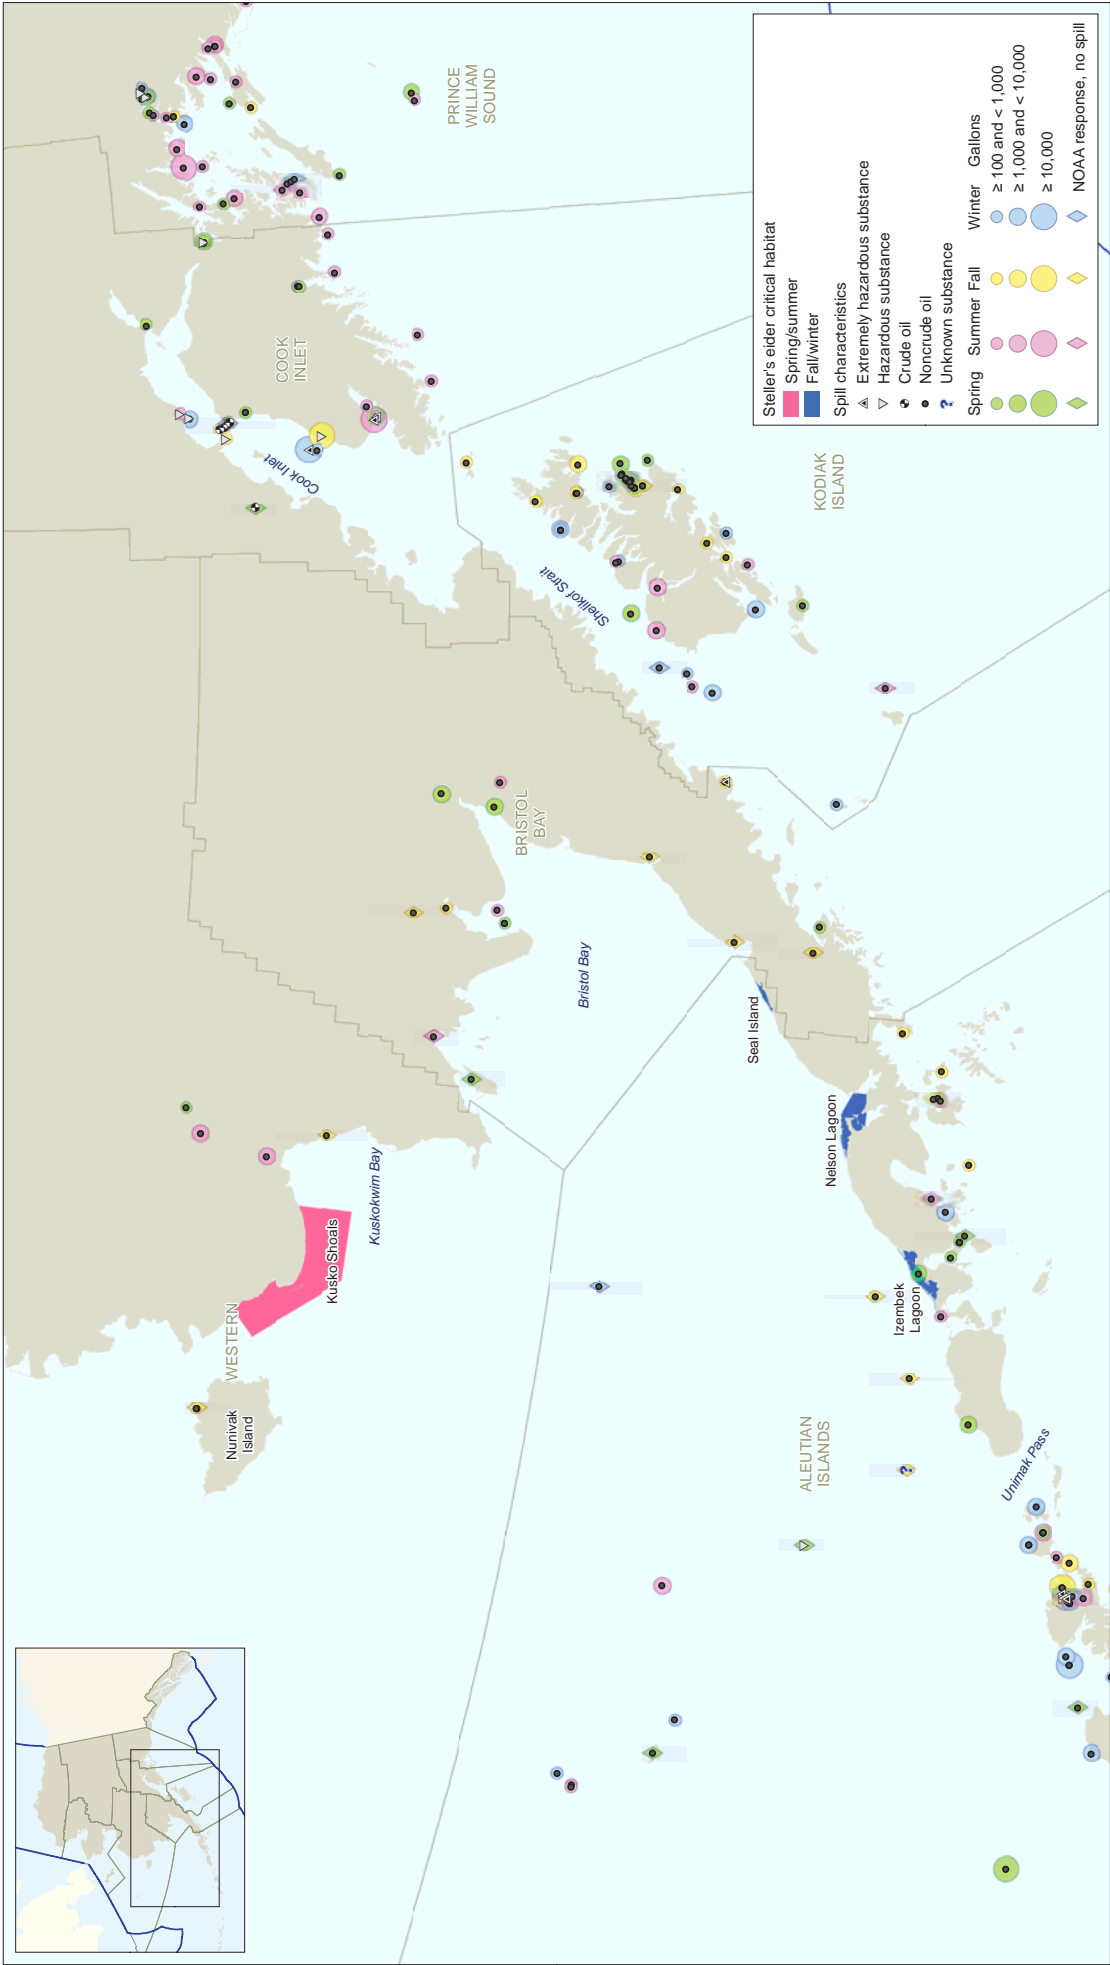 PRINCE
WILLIAM
SOUND
COOK
INLET
Cook Inlet
KODIAK
ISLAND
Shelikof Strait
BRISTOL
BAY
Bristol Bay
Seal Island
Nelson Lagoon
Kuskokwim Bay
Kusko Shoals
WESTERN
Nunivak
Island
Izembek
Lagoon
ALEUTIAN
ISLANDS
Unimak Pass
Steller's eider critical habitat
Spring/summer
Fall/winter
Spill characteristics
Extremely hazardous substance
Hazardous substance
Crude oil
Noncrude oil
? Unknown substance
Spring Summer Fall Winter Gallons
≥ 100 and < 1,000
≥ 1,000 and < 10,000
≥ 10,000
NOAA response, no spill
?